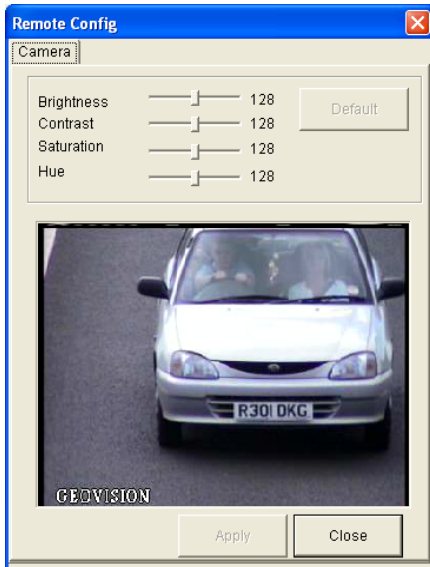 Remote Config
Camera
Brightness 128
Default
Contrast 128
Saturation 128
Hue 128
R301 DKG
GEOVISION
Apply
Close